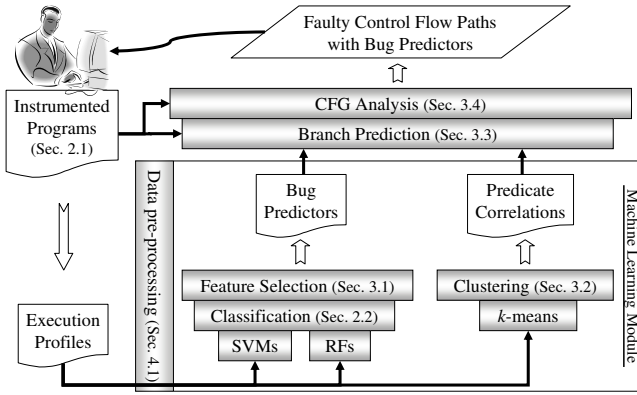 Faulty Control Flow Paths
with Bug Predictors
Instrumented
Programs
(Sec. 2.1)
CFG Analysis (Sec. 3.4)
Branch Prediction (Sec. 3.3)
Data pre-processing (Sec. 4.1)
Bug
Predictors
Predicate
Correlations
Machine Learning Module
Feature Selection (Sec. 3.1)
Classification (Sec. 2.2)
SVMs
RFs
Clustering (Sec. 3.2)
k-means
Execution
Profiles